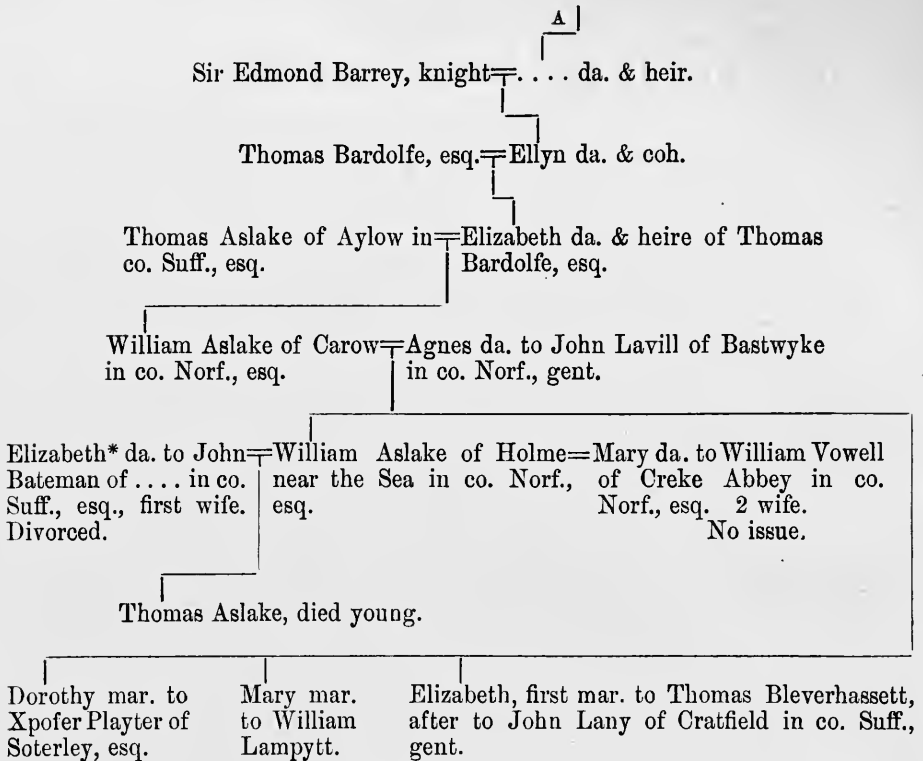 A
Sir Edmond Barrey, knight=. . . . da. & heir.
Thomas Bardolfe, esq.=Ellyn da. & coh.
Thomas Aslake of Aylow in=Elizabeth da. & heire of Thomas
co. Suff., esq. Bardolfe, esq.
William Aslake of Carow=Agnes da. to John Lavill of Bastwyke
in co. Norf., esq. in co. Norf., gent.
Elizabeth* da. to John=William Aslake of Holme=Mary da. to William Vowell
Bateman of . . . . in co. near the Sea in co. Norf., of Creke Abbey in co.
Suff., esq., first wife. esq. Norf., esq. 2 wife.
Divorced. No issue.
Thomas Aslake, died young.
Dorothy mar. to Mary mar. Elizabeth, first mar. to Thomas Bleverhassett,
Xpofer Playter of to William after to John Lany of Cratfield in co. Suff.,
Soterley, esq. Lampytt. gent.